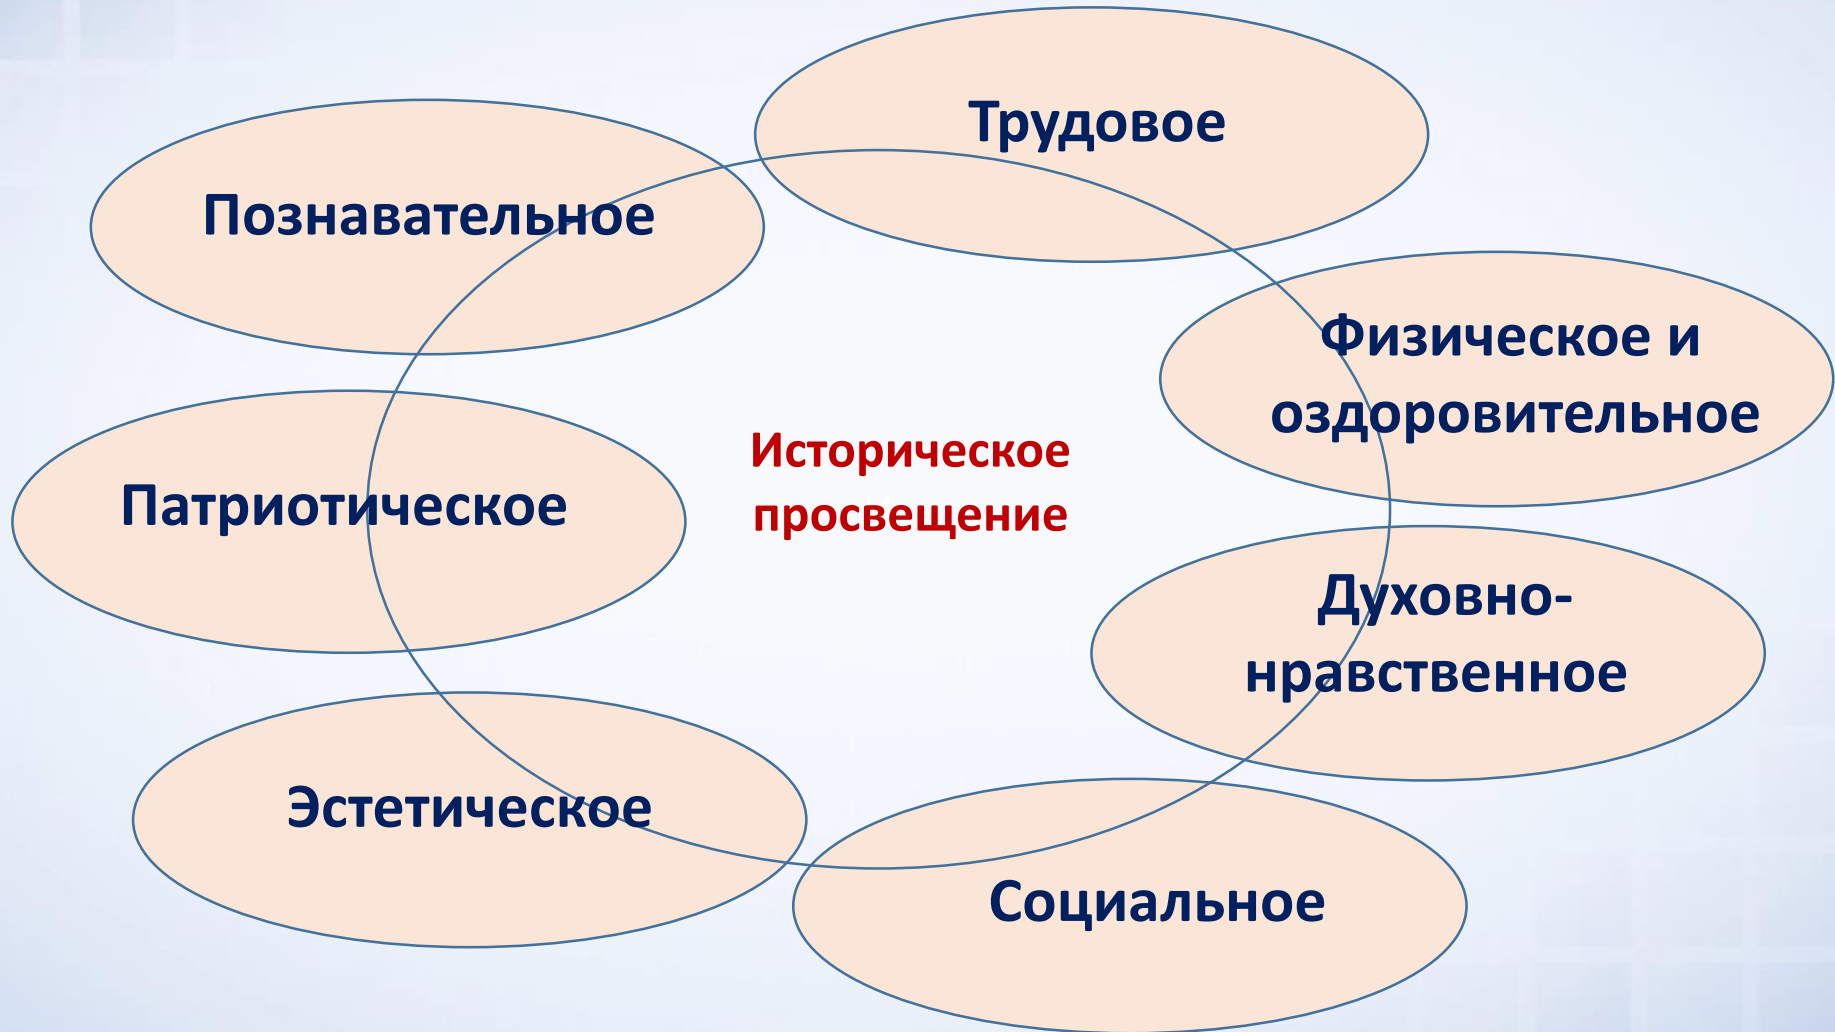 Трудовое
Познавательное
Физическое и
оздоровительное
Историческое
просвещение
Патриотическое
Духовно-
нравственное
Эстетическое
Социальное